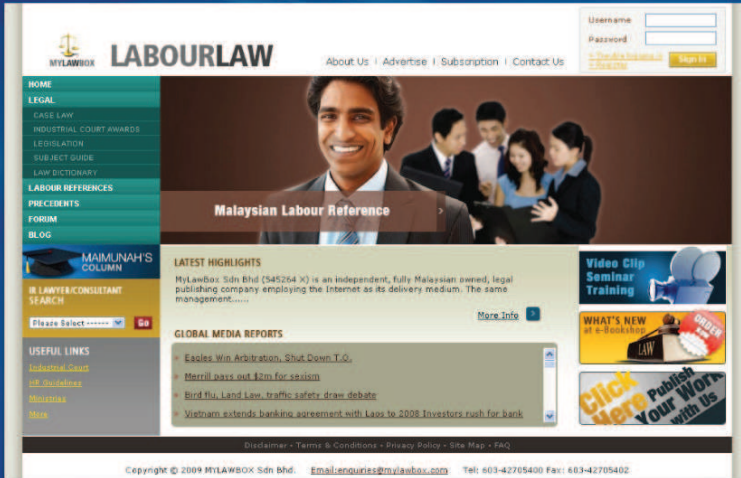 Username
Password
Sign In
MYLAWBOX
LABOURLAW
About Us | Advertise | Subscription | Contact Us
HOME
LEGAL
CASE LAW
INDUSTRIAL COURT AWARDS
LEGISLATION
SUBJECT GUIDE
LAW DICTIONARY
LABOUR REFERENCES
PRECEDENTS
FORUM
BLOG
Malaysian Labour Reference
MAIMUNAH'S
COLUMN
IR LAWYER/CONSULTANT
SEARCH
Please Select ------
Go
USEFUL LINKS
Industrial Court
HR Guidelines
Ministries
More
LATEST HIGHLIGHTS
MyLawBox Sdn Bhd (545264 X) is an independent, fully Malaysian owned, legal
publishing company employing the Internet as its delivery medium. The same
management......
More Info
GLOBAL MEDIA REPORTS
Eagles Win Arbitration, Shut Down T.O.
Merrill pays out $2m for sexism
Bird flu, Land Law, traffic safety draw debate
Vietnam extends banking agreement with Laos to 2008 Investors rush for bank
Video Clip
Seminar
Training
WHAT'S NEW
at e-Bookshop
ORDER
LAW
Click
Here
Publish
Your Work
with Us
Disclaimer • Terms & Conditions • Privacy Policy • Site Map • FAQ
Copyright © 2009 MYLAWBOX Sdn Bhd. Email:enquiries@mylawbox.com Tel: 603-42705400 Fax: 603-42705402